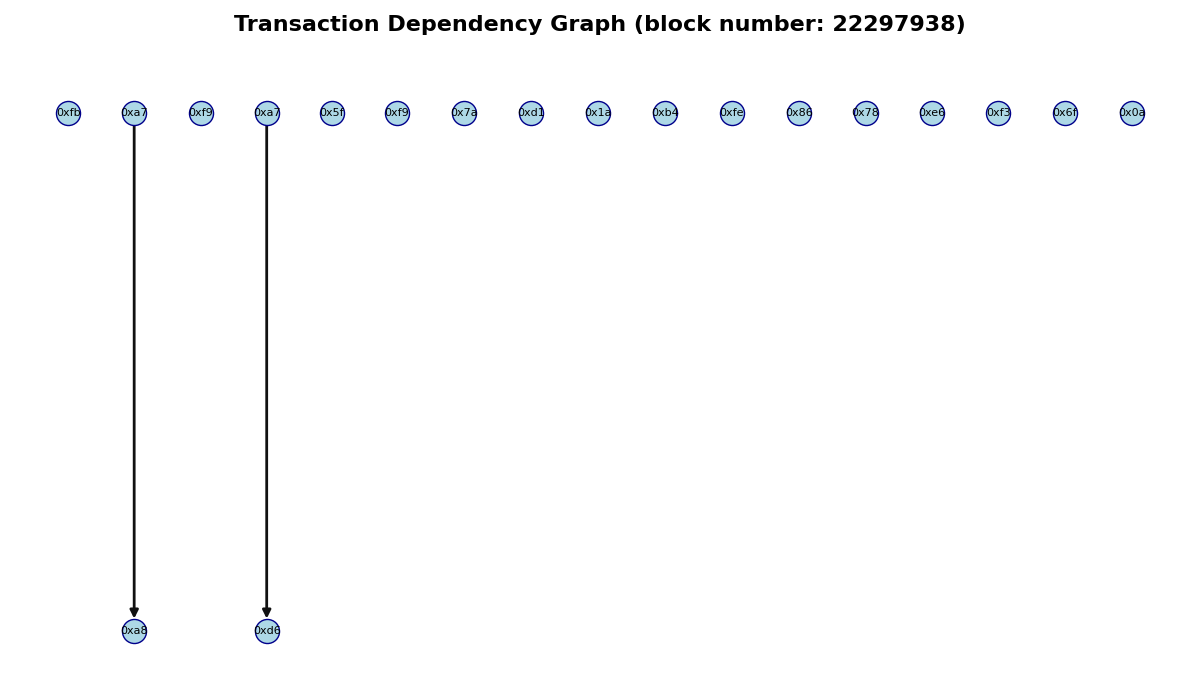 Transaction Dependency Graph (block number: 22297938)
0xfb 0xa7 0xf9 0xa7 0x5f 0xf9 0x7a 0xd1 0x1a 0xb4 0xfe 0x86 0x78 0xe6 0xf3 0x6f 0x0a
0xa8 0xd6